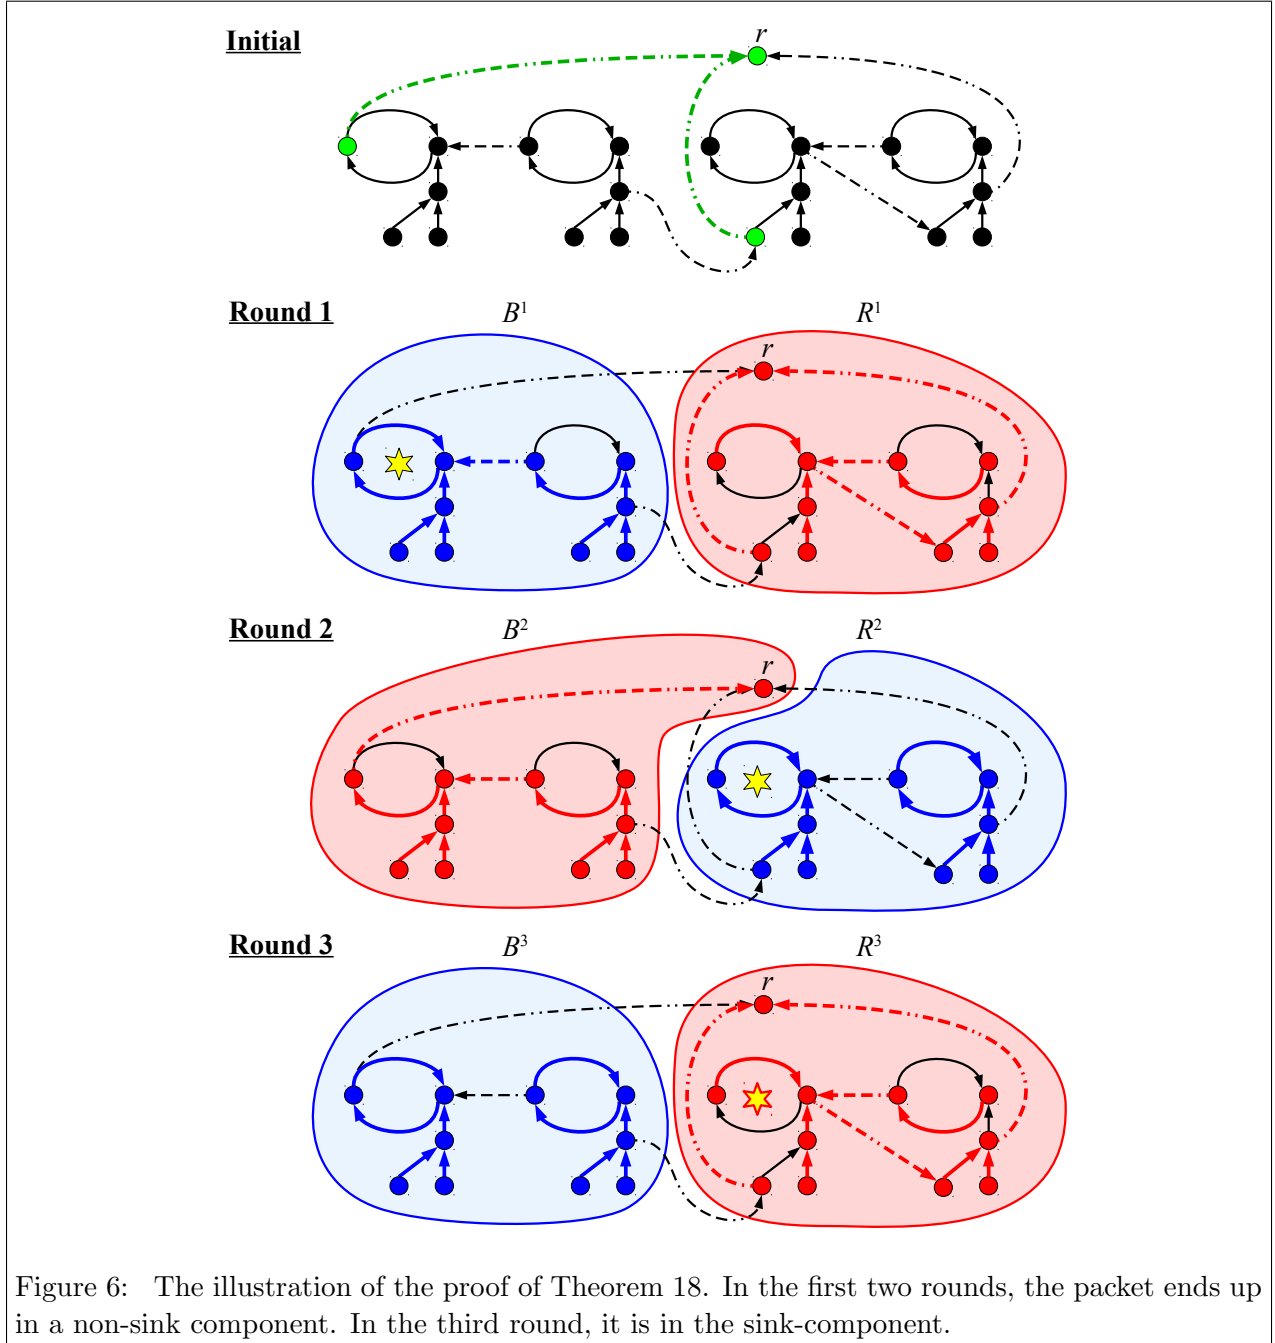 Initial
r
Round 1
B¹
R¹
r
Round 2
B²
R²
r
Round 3
B³
R³
r
Figure 6: The illustration of the proof of Theorem 18. In the first two rounds, the packet ends up
in a non-sink component. In the third round, it is in the sink-component.